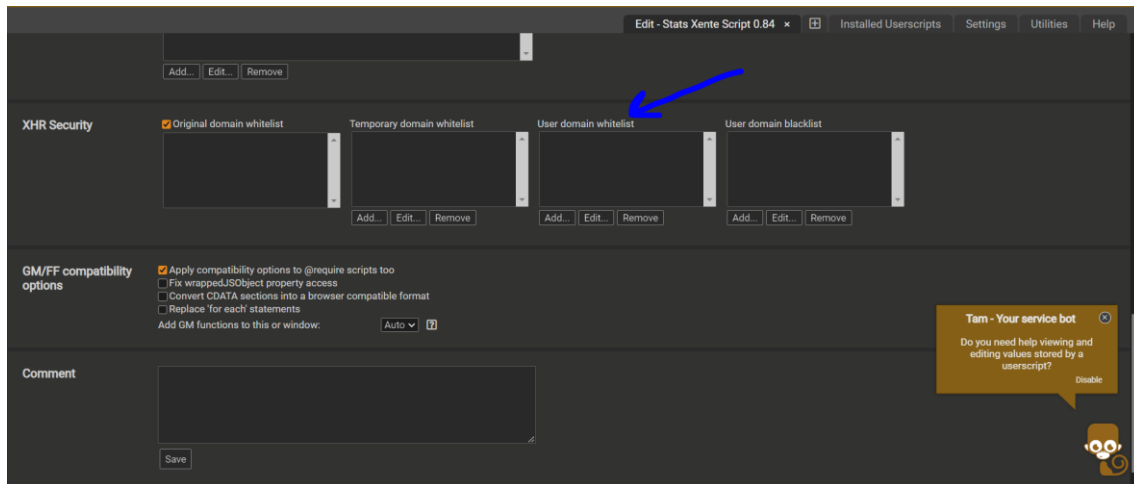 Edit - Stats Xente Script 0.84 × Installed Userscripts Settings Utilities Help
Add... Edit... Remove
XHR Security
Original domain whitelist
Temporary domain whitelist
Add... Edit... Remove
User domain whitelist
Add... Edit... Remove
User domain blacklist
Add... Edit... Remove
GM/FF compatibility
options
Apply compatibility options to @require scripts too
Fix wrappedJSObject property access
Convert CDATA sections into a browser compatible format
Replace 'for each' statements
Add GM functions to this or window: Auto ?
Comment
Save
Tam - Your service bot
Do you need help viewing and
editing values stored by a
userscript?
Disable